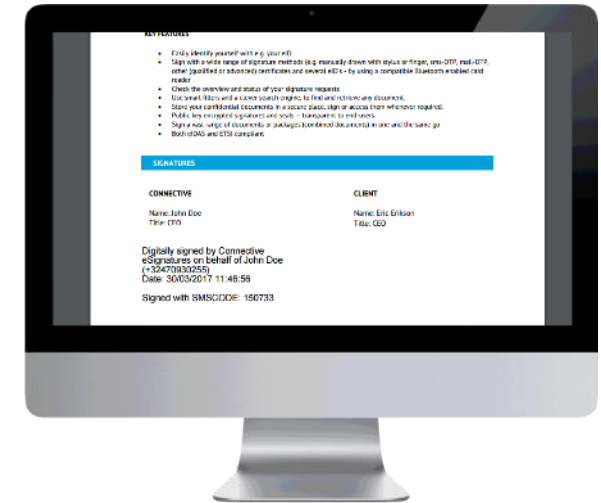 KEY FEATURES
• Easily identify yourself with e.g. your eID
• Sign with a wide range of signature methods (e.g. manually drawn with stylus or finger, sms-OTP, mail-OTP,
other (qualified or advanced) certificates and several eID's - by using a compatible Bluetooth enabled card
reader
• Check the overview and status of your signature requests
• Use smart filters and a clever search engine, to find and retrieve any document.
• Store your confidential documents in a secure place, sign or access them whenever required.
• Public key encrypted signatures and seals – transparent to end-users
• Sign a vast range of documents or packages (combined documents) in one and the same go
• Both eIDAS and ETSI compliant
SIGNATURES
CONNECTIVE CLIENT
Name: John Doe Name: Eric Erikson
Title: CFO Title: CEO
Digitally signed by Connective
eSignatures on behalf of John Doe
(+32470930255)
Date: 30/03/2017 11:46:56
Signed with SMSCODE: 150733